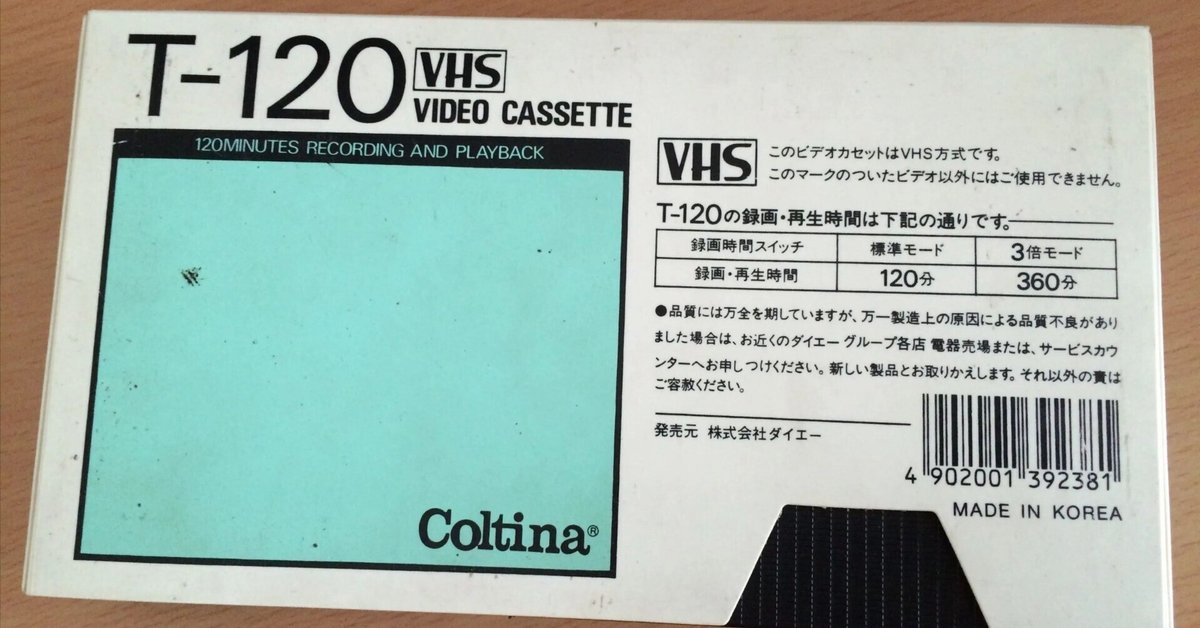 T-120 VHS
VIDEO CASSETTE
120MINUTES RECORDING AND PLAYBACK
Coltina®
VHS
このビデオカセットはVHS方式です。
このマークのついたビデオ以外にはご使用できません。
T-120の録画・再生時間は下記の通りです。
録画時間スイッチ 標準モード 3倍モード
録画・再生時間 120分 360分
●品質には万全を期していますが、万一製造上の原因による品質不良があり
ました場合は、お近くのダイエーグループ各店 電器売場または、サービスカウ
ンターへお申しつけください。新しい製品とお取りかえします。それ以外の責は
ご容赦ください。
発売元 株式会社ダイエー
4 902001 392381
MADE IN KOREA